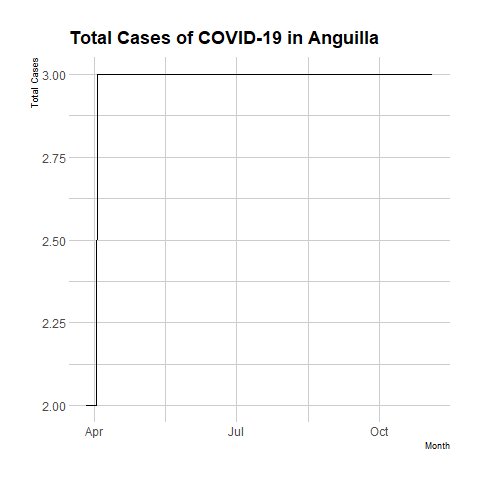 Total Cases of COVID-19 in Anguilla
Total Cases
3.00
2.75
2.50
2.25
2.00
Apr
Jul
Oct
Month